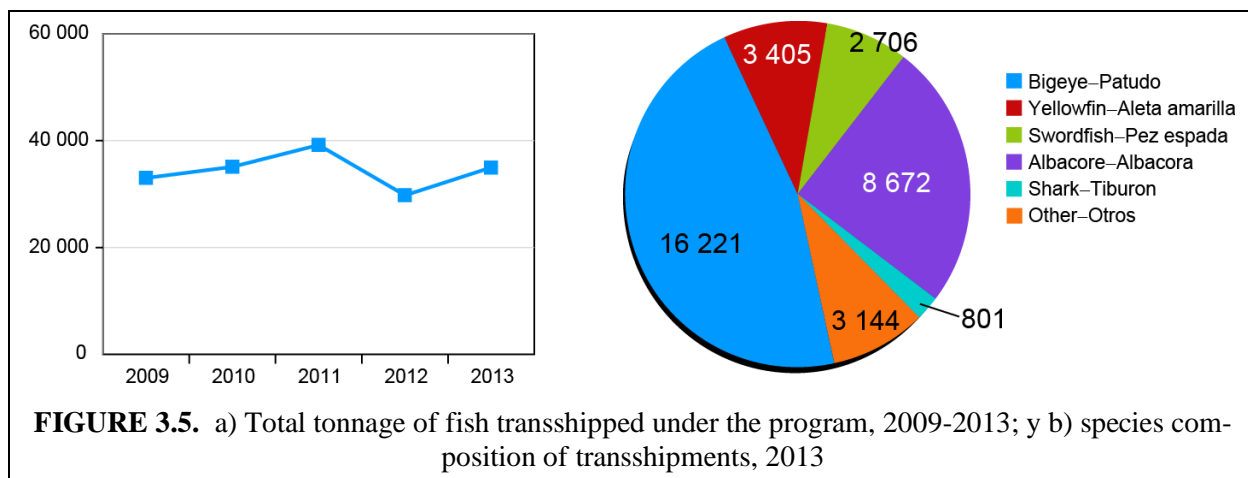 60 000
40 000
20 000
0
2009 2010 2011 2012 2013
3 405
2 706
8 672
801
3 144
16 221
Bigeye–Patudo
Yellowfin–Aleta amarilla
Swordfish–Pez espada
Albacore–Albacora
Shark–Tiburon
Other–Otros
FIGURE 3.5. a) Total tonnage of fish transshipped under the program, 2009-2013; y b) species com-
position of transshipments, 2013